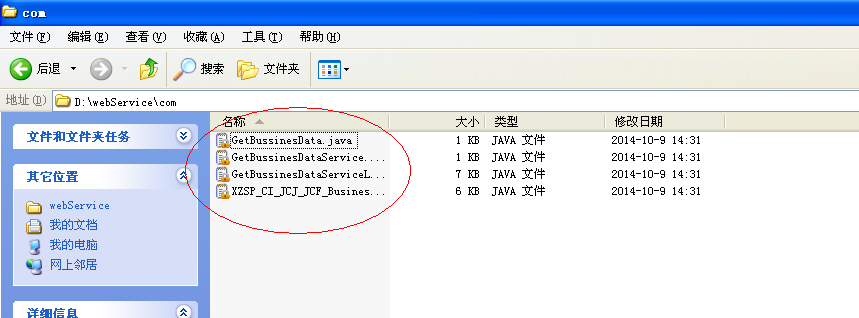 com
文件(F) 编辑(E) 查看(V) 收藏(A) 工具(T) 帮助(H)
后退 搜索 文件夹
地址(D) D:\webService\com
文件和文件夹任务
其它位置
webService
我的文档
我的电脑
网上邻居
详细信息
名称 大小 类型 修改日期
GetBussinesData.java 1 KB JAVA 文件 2014-10-9 14:31
GetBussinesDataService.... 1 KB JAVA 文件 2014-10-9 14:31
GetBussinesDataServiceL... 7 KB JAVA 文件 2014-10-9 14:31
XZSP_CI_JCJ_JCF_Busines... 6 KB JAVA 文件 2014-10-9 14:31